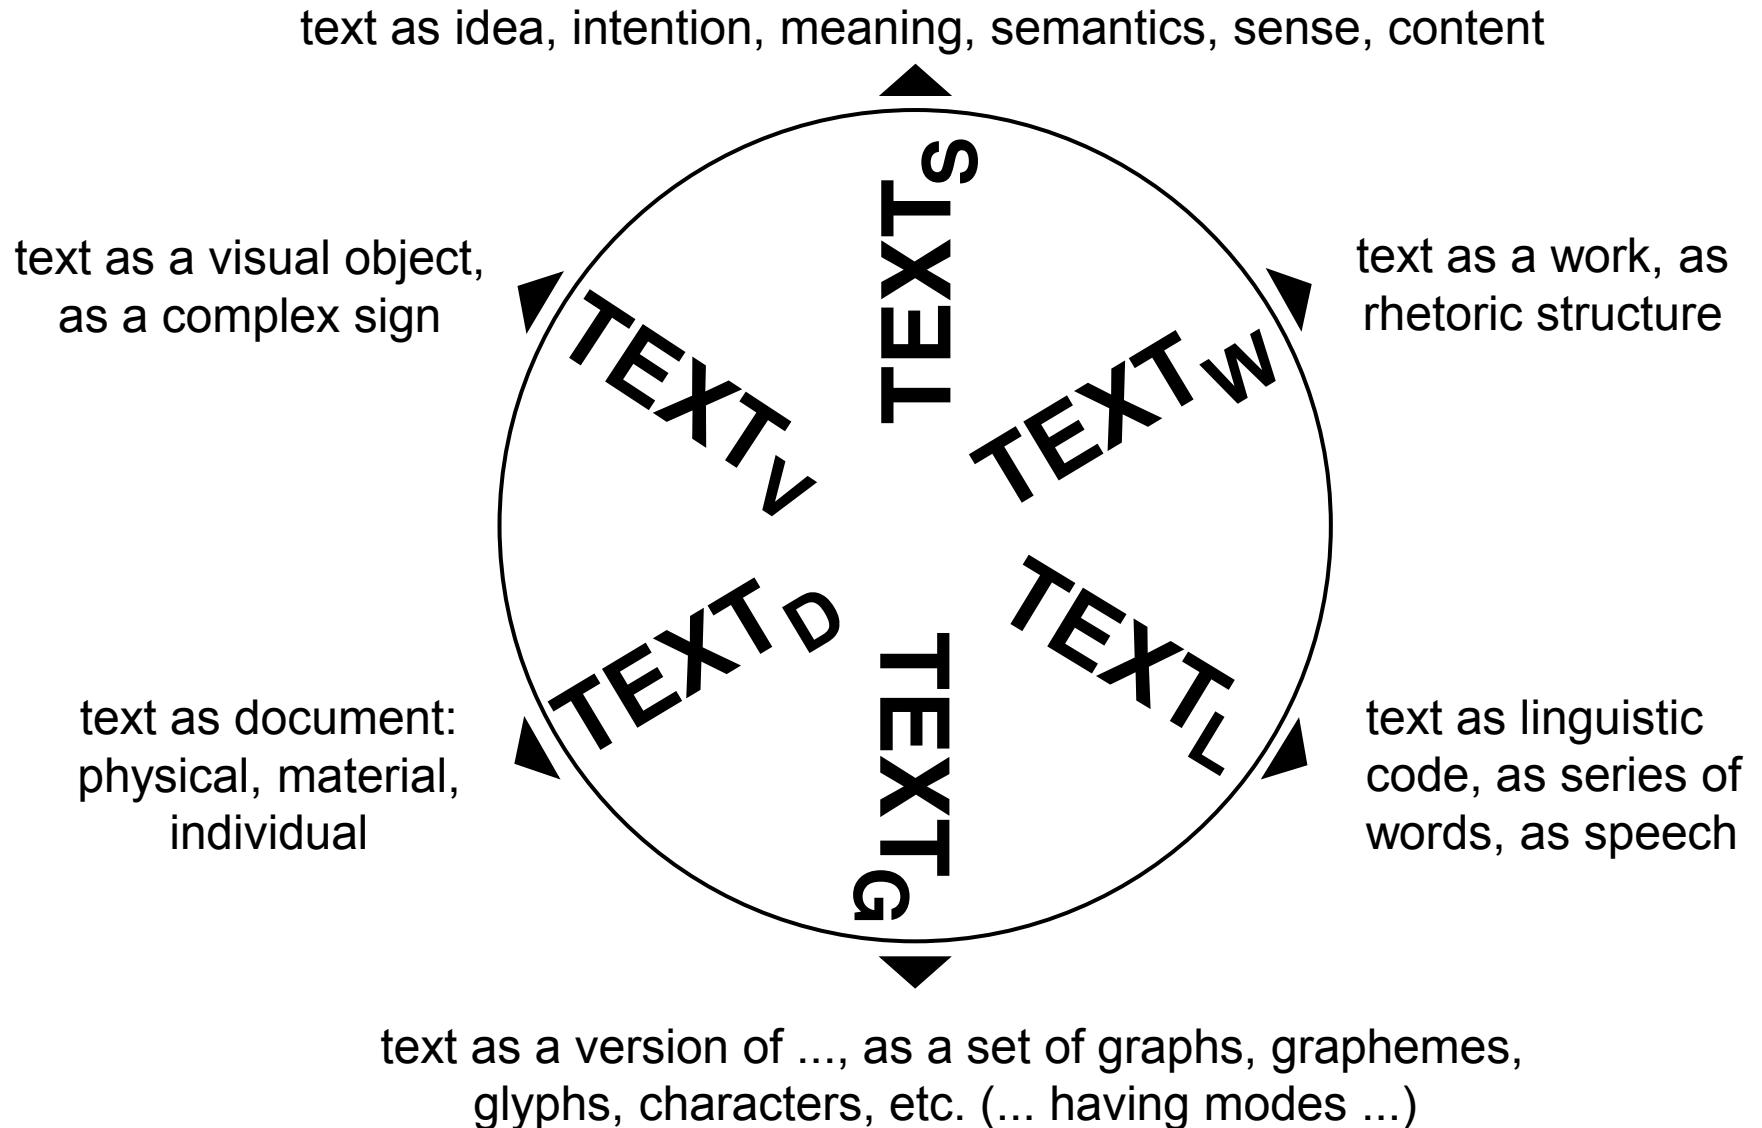 text as idea, intention, meaning, semantics, sense, content
TEXTS
text as a visual object,
as a complex sign
TEXTV
TEXTW
text as a work, as
rhetoric structure
text as document:
physical, material,
individual
TEXTD
TEXTL
text as linguistic
code, as series of
words, as speech
TEXTG
text as a version of ..., as a set of graphs, graphemes,
glyphs, characters, etc. (... having modes ...)